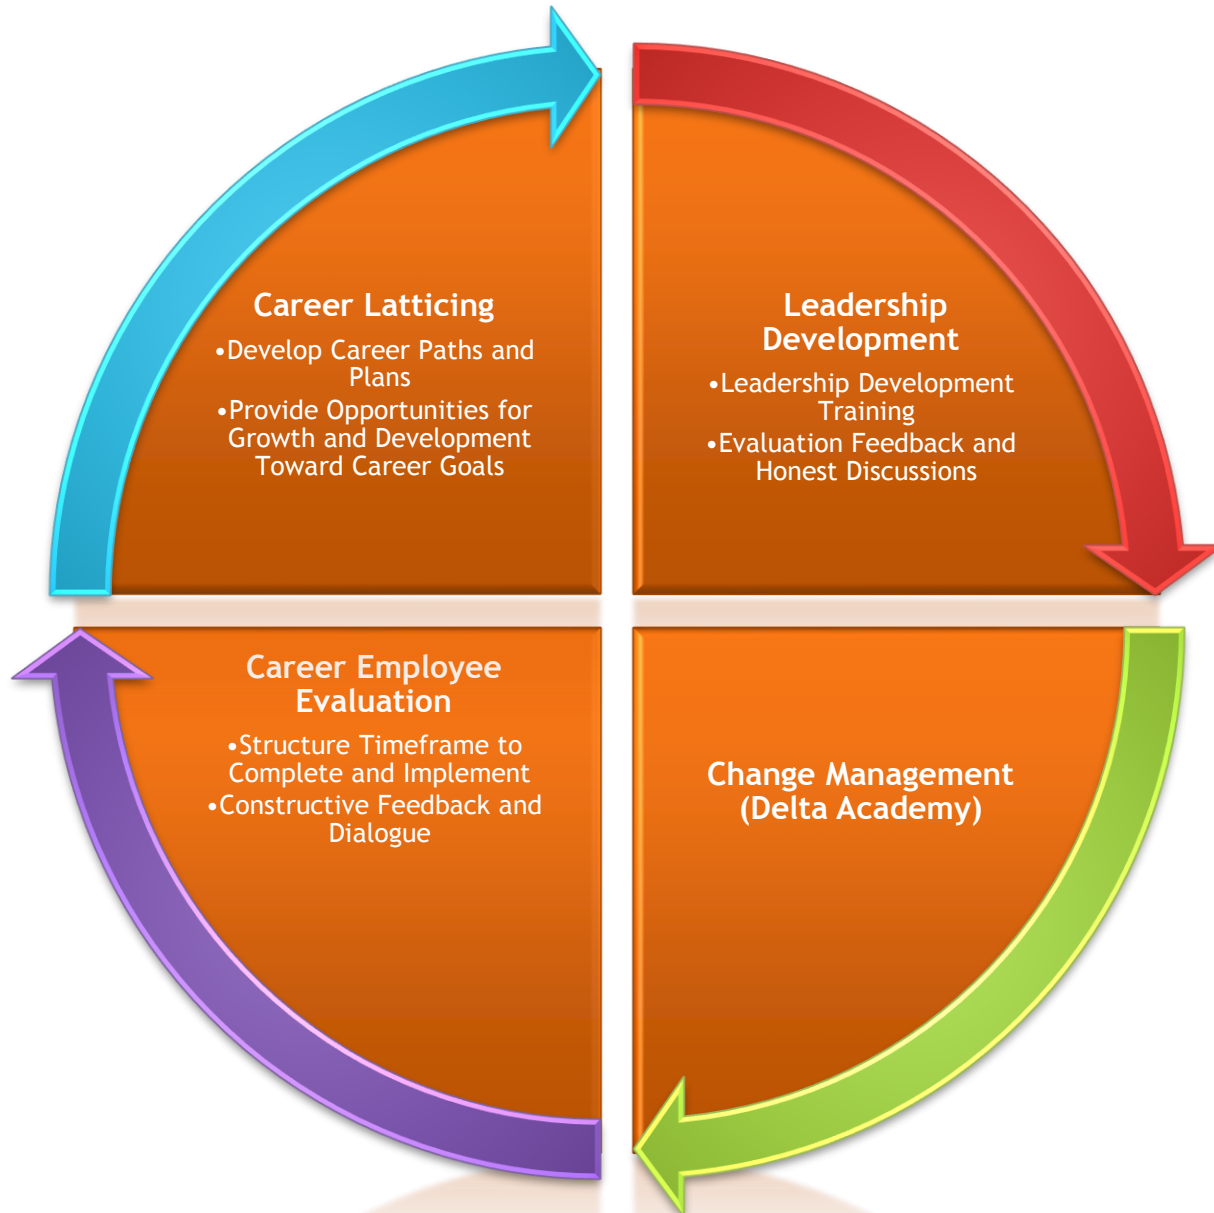 Career Latticing
•Develop Career Paths and
Plans
•Provide Opportunities for
Growth and Development
Toward Career Goals
Leadership
Development
•Leadership Development
Training
•Evaluation Feedback and
Honest Discussions
Career Employee
Evaluation
•Structure Timeframe to
Complete and Implement
•Constructive Feedback and
Dialogue
Change Management
(Delta Academy)